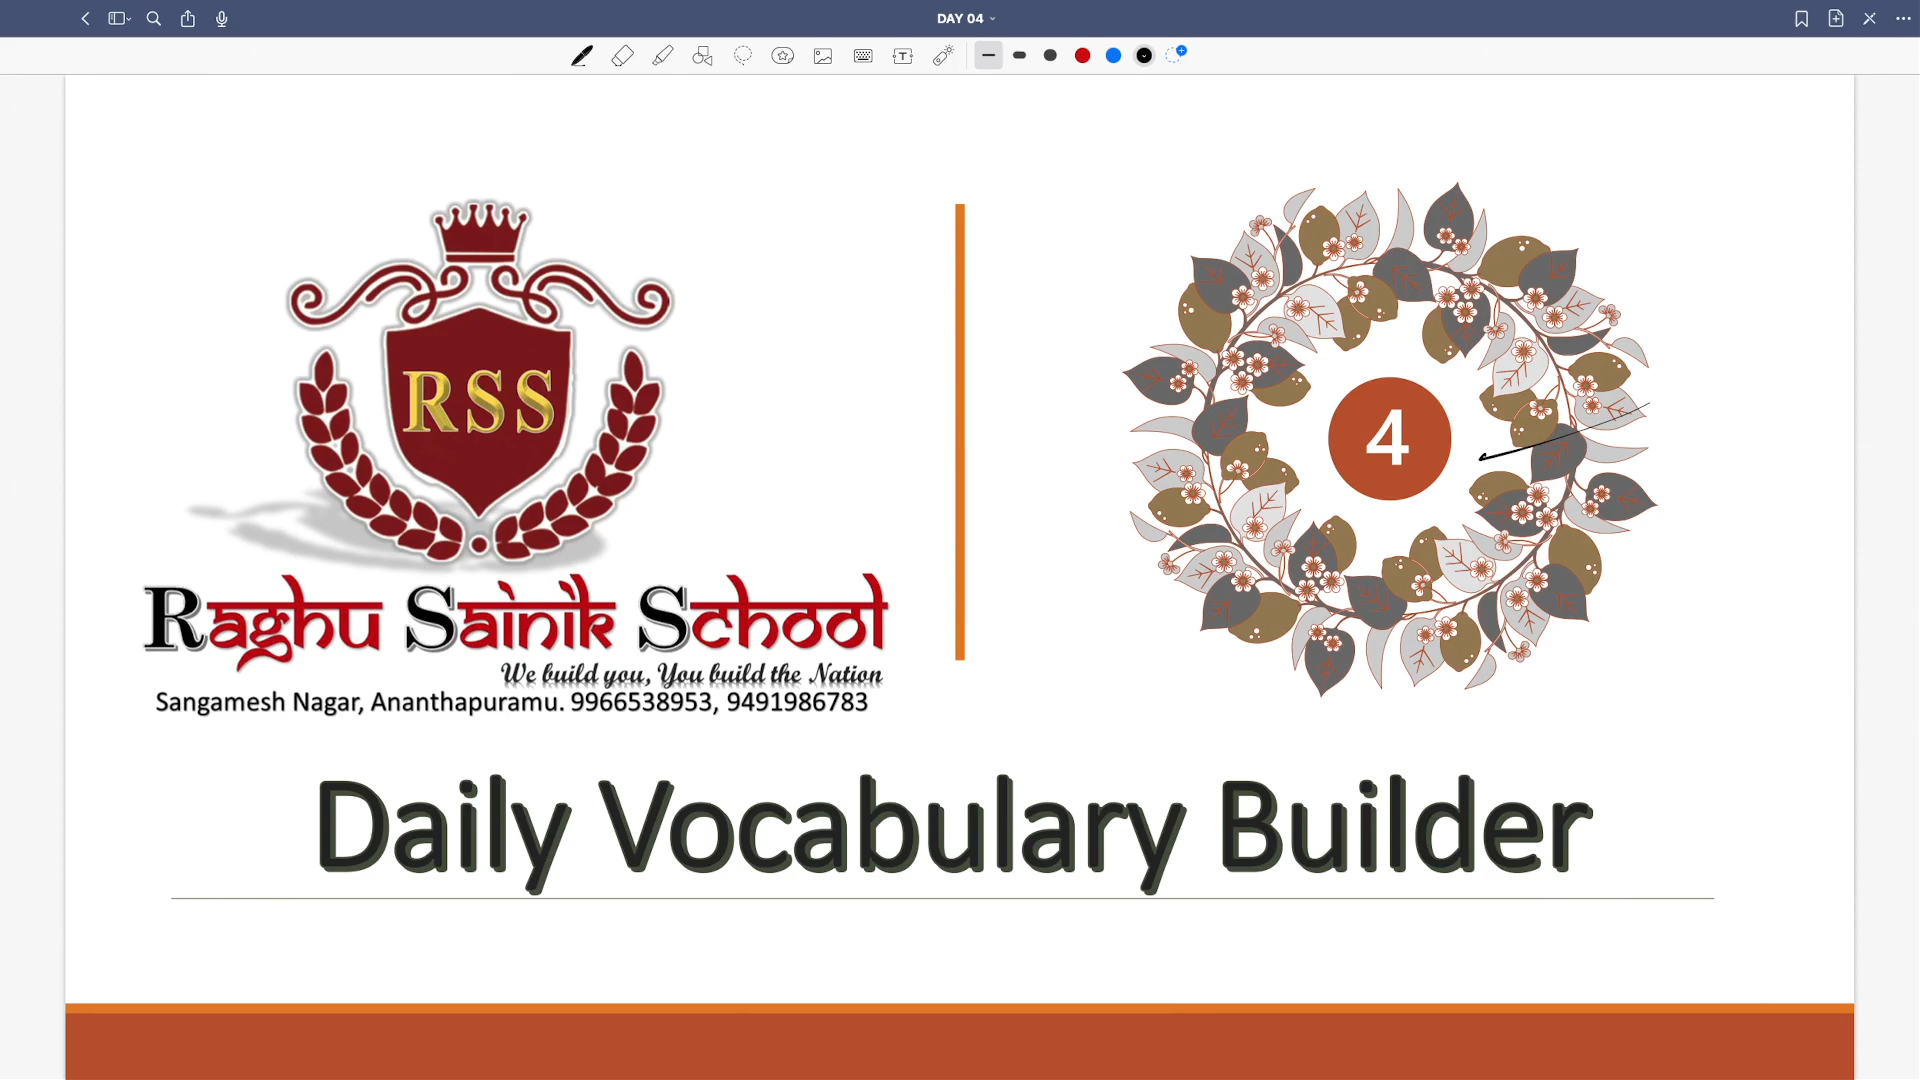 DAY 04
RSS
4
Raghu Sainik School
We build you, You build the Nation
Sangamesh Nagar, Ananthapuramu. 9966538953, 9491986783
Daily Vocabulary Builder